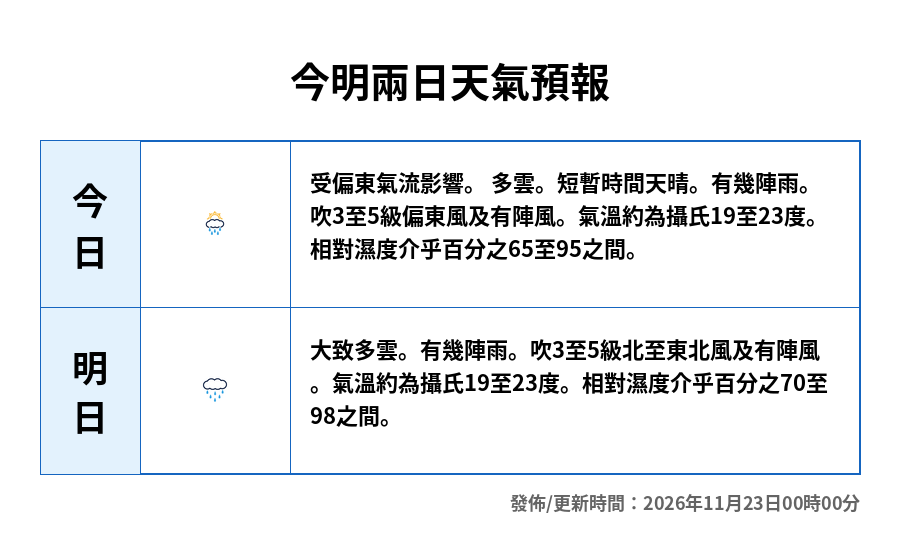 今明兩日天氣預報
今
日
受偏東氣流影響。 多雲。短暫時間天晴。有幾陣雨。
吹3至5級偏東風及有陣風。氣溫約為攝氏19至23度。
相對濕度介乎百分之65至95之間。
明
日
大致多雲。有幾陣雨。吹3至5級北至東北風及有陣風
。氣溫約為攝氏19至23度。相對濕度介乎百分之70至
98之間。
發佈/更新時間：2026年11月23日00時00分